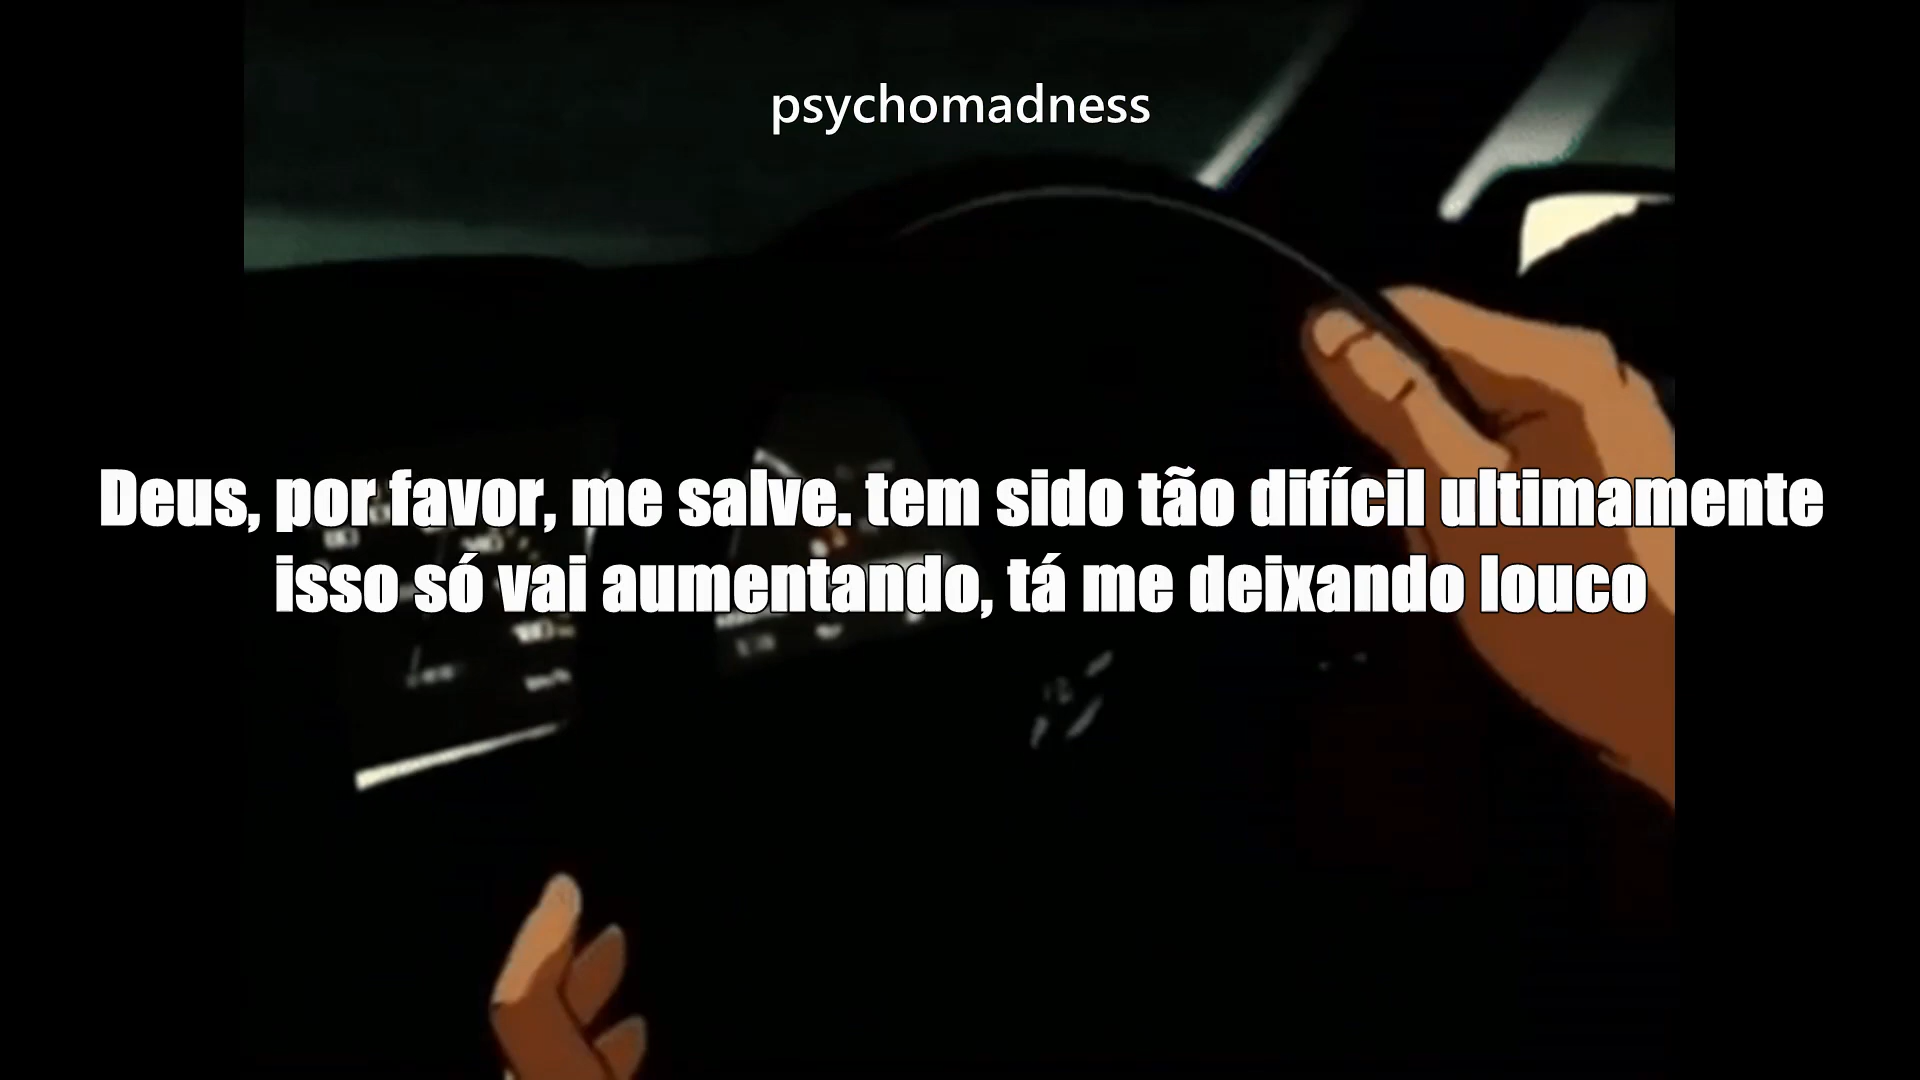 psychomadness
Deus, por favor, me salve. tem sido tão difícil ultimamente
isso só vai aumentando, tá me deixando louco